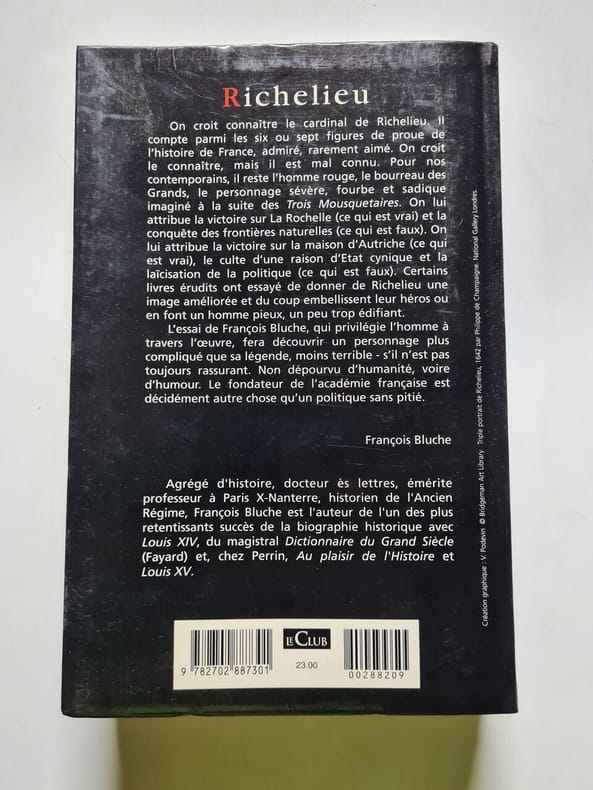 Richelieu
On croit connaître le cardinal de Richelieu. Il
compte parmi les six ou sept figures de proue de
l'histoire de France, admiré, rarement aimé. On croit
le connaître, mais il est mal connu. Pour nos
contemporains, il reste l'homme rouge, le bourreau des
Grands, le personnage sévère, fourbe et sadique
imaginé à la suite des Trois Mousquetaires. On lui
attribue la victoire sur La Rochelle (ce qui est vrai) et la
conquête des frontières naturelles (ce qui est faux). On
lui attribue la victoire sur la maison d'Autriche (ce qui
est vrai), le culte d'une raison d'Etat cynique et la
laïcisation de la politique (ce qui est faux). Certains
livres érudits ont essayé de donner de Richelieu une
image améliorée et du coup embellissent leur héros ou
en font un homme pieux, un peu trop édifiant.
L'essai de François Bluche, qui privilégie l'homme à
travers l'œuvre, fera découvrir un personnage plus
compliqué que sa légende, moins terrible - s'il n'est pas
toujours rassurant. Non dépourvu d'humanité, voire
d'humour. Le fondateur de l'académie française est
décidément autre chose qu'un politique sans pitié.
François Bluche
Agrégé d'histoire, docteur ès lettres, émérite
professeur à Paris X-Nanterre, historien de l'Ancien
Régime, François Bluche est l'auteur de l'un des plus
retentissants succès de la biographie historique avec
Louis XIV, du magistral Dictionnaire du Grand Siècle
(Fayard) et, chez Perrin, Au plaisir de l'Histoire et
Louis XV.
Création graphique : V. Podevin © Bridgeman Art Library. Triple portrait de Richelieu, 1642 par Philippe de Champaigne. National Gallery Londres.
LE CLUB
23.00
9 782702 887301
00288209